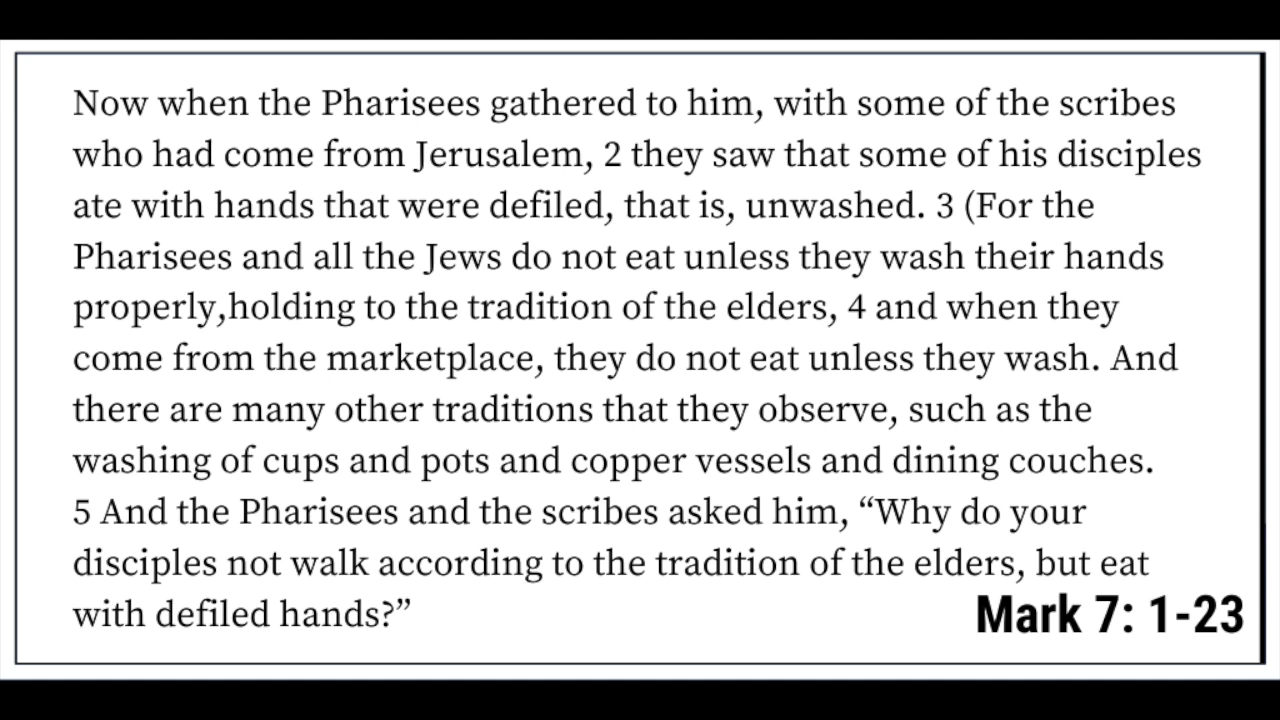 Now when the Pharisees gathered to him, with some of the scribes
who had come from Jerusalem, 2 they saw that some of his disciples
ate with hands that were defiled, that is, unwashed. 3 (For the
Pharisees and all the Jews do not eat unless they wash their hands
properly,holding to the tradition of the elders, 4 and when they
come from the marketplace, they do not eat unless they wash. And
there are many other traditions that they observe, such as the
washing of cups and pots and copper vessels and dining couches.
5 And the Pharisees and the scribes asked him, “Why do your
disciples not walk according to the tradition of the elders, but eat
with defiled hands?”
Mark 7: 1-23